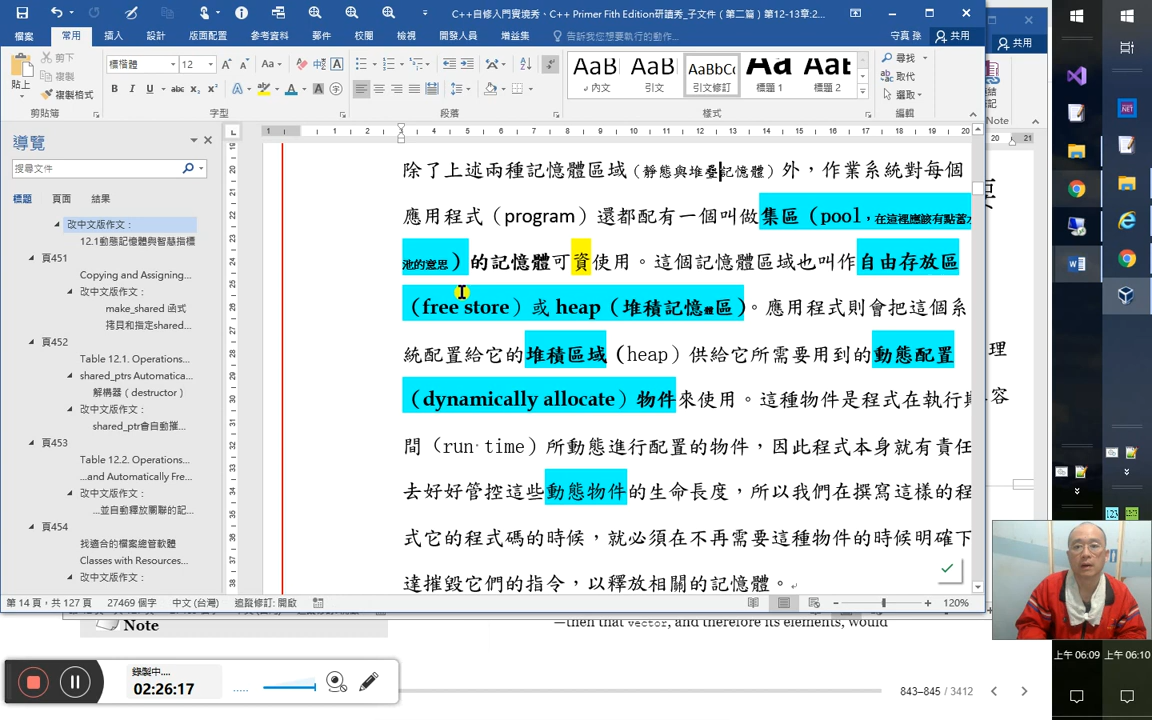 C++自修入門實境秀、C++ Primer Fith Edition研讀秀_子文件（第二篇）第12-13章:2...
檔案 常用 插入 設計 版面配置 參考資料 郵件 校閱 檢視 開發人員 增益集 告訴我您想要執行的動作... 守真 孫 共用
共用
剪下
複製
複製格式
貼上
標楷體 12
AaB AaB AaBbCc AaB AaB
內文 引文 引文修訂 標題 1 標題 2
尋找
取代
選取
剪貼簿 字型 段落 樣式 編輯
Note
導覽
搜尋文件
標題 頁面 結果
改中文版作文：
12.1動態記憶體與智慧指標
頁451
Copying and Assigning...
改中文版作文：
make_shared 函式
拷貝和指定shared...
頁452
Table 12.1. Operations...
shared_ptrs Automatica...
解構器（destructor）
改中文版作文：
shared_ptr會自動摧...
頁453
Table 12.2. Operations...
...and Automatically Fre...
改中文版作文：
...並自動釋放關聯的記...
頁454
找適合的檔案總管軟體
Classes with Resources...
改中文版作文：
除了上述兩種記憶體區域（靜態與堆疊記憶體）外，作業系統對每個
應用程式（program）還都配有一個叫做集區（pool，在這裡應該有點蓄水
池的意思）的記憶體可資使用。這個記憶體區域也叫作自由存放區
（free store）或 heap（堆積記憶體區）。應用程式則會把這個系
統配置給它的堆積區域（heap）供給它所需要用到的動態配置
（dynamically allocate）物件來使用。這種物件是程式在執行期
間（run time）所動態進行配置的物件，因此程式本身就有責任
去好好管控這些動態物件的生命長度，所以我們在撰寫這樣的程
式它的程式碼的時候，就必須在不再需要這種物件的時候明確下
達摧毀它們的指令，以釋放相關的記憶體。
理
容
第 14 頁，共 127 頁 27469 個字 中文 (台灣) 追蹤修訂: 開啟 120%
Note
—then that vector, and therefore its elements, would
錄製中....
02:26:17
843–845 / 3412
上午 06:09 上午 06:10